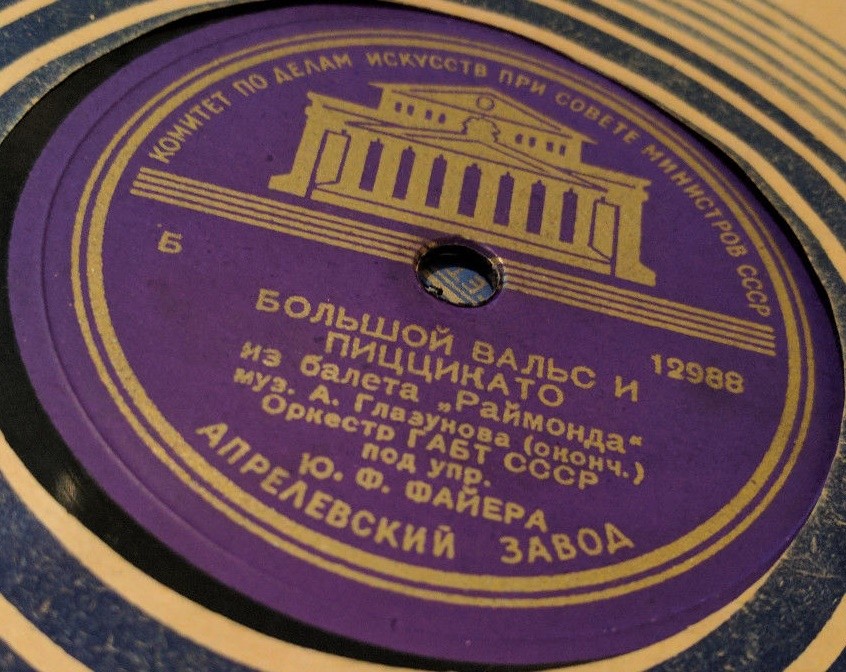 КОМИТЕТ ПО ДЕЛАМ ИСКУССТВ ПРИ СОВЕТЕ МИНИСТРОВ СССР
Б
12988
БОЛЬШОЙ ВАЛЬС И
ПИЦЦИКАТО
из балета „Раймонда“
муз. А. Глазунова (оконч.)
Оркестр ГАБТ СССР
под упр.
Ю. Ф. ФАЙЕРА
АПРЕЛЕВСКИЙ ЗАВОД